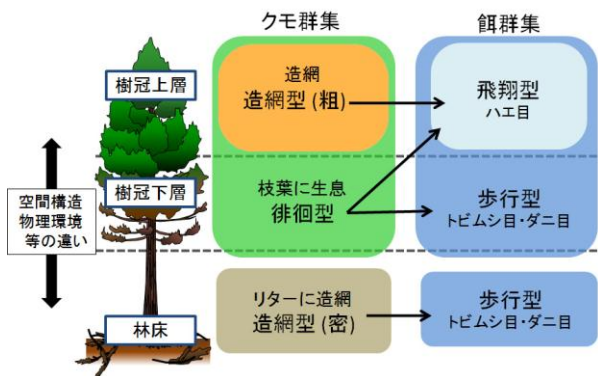 クモ群集
餌群集
樹冠上層
造網
造網型(粗)
飛翔型
ハエ目
空間構造
物理環境
等の違い
樹冠下層
枝葉に生息
徘徊型
歩行型
トビムシ目・ダニ目
林床
リターに造網
造網型(密)
歩行型
トビムシ目・ダニ目